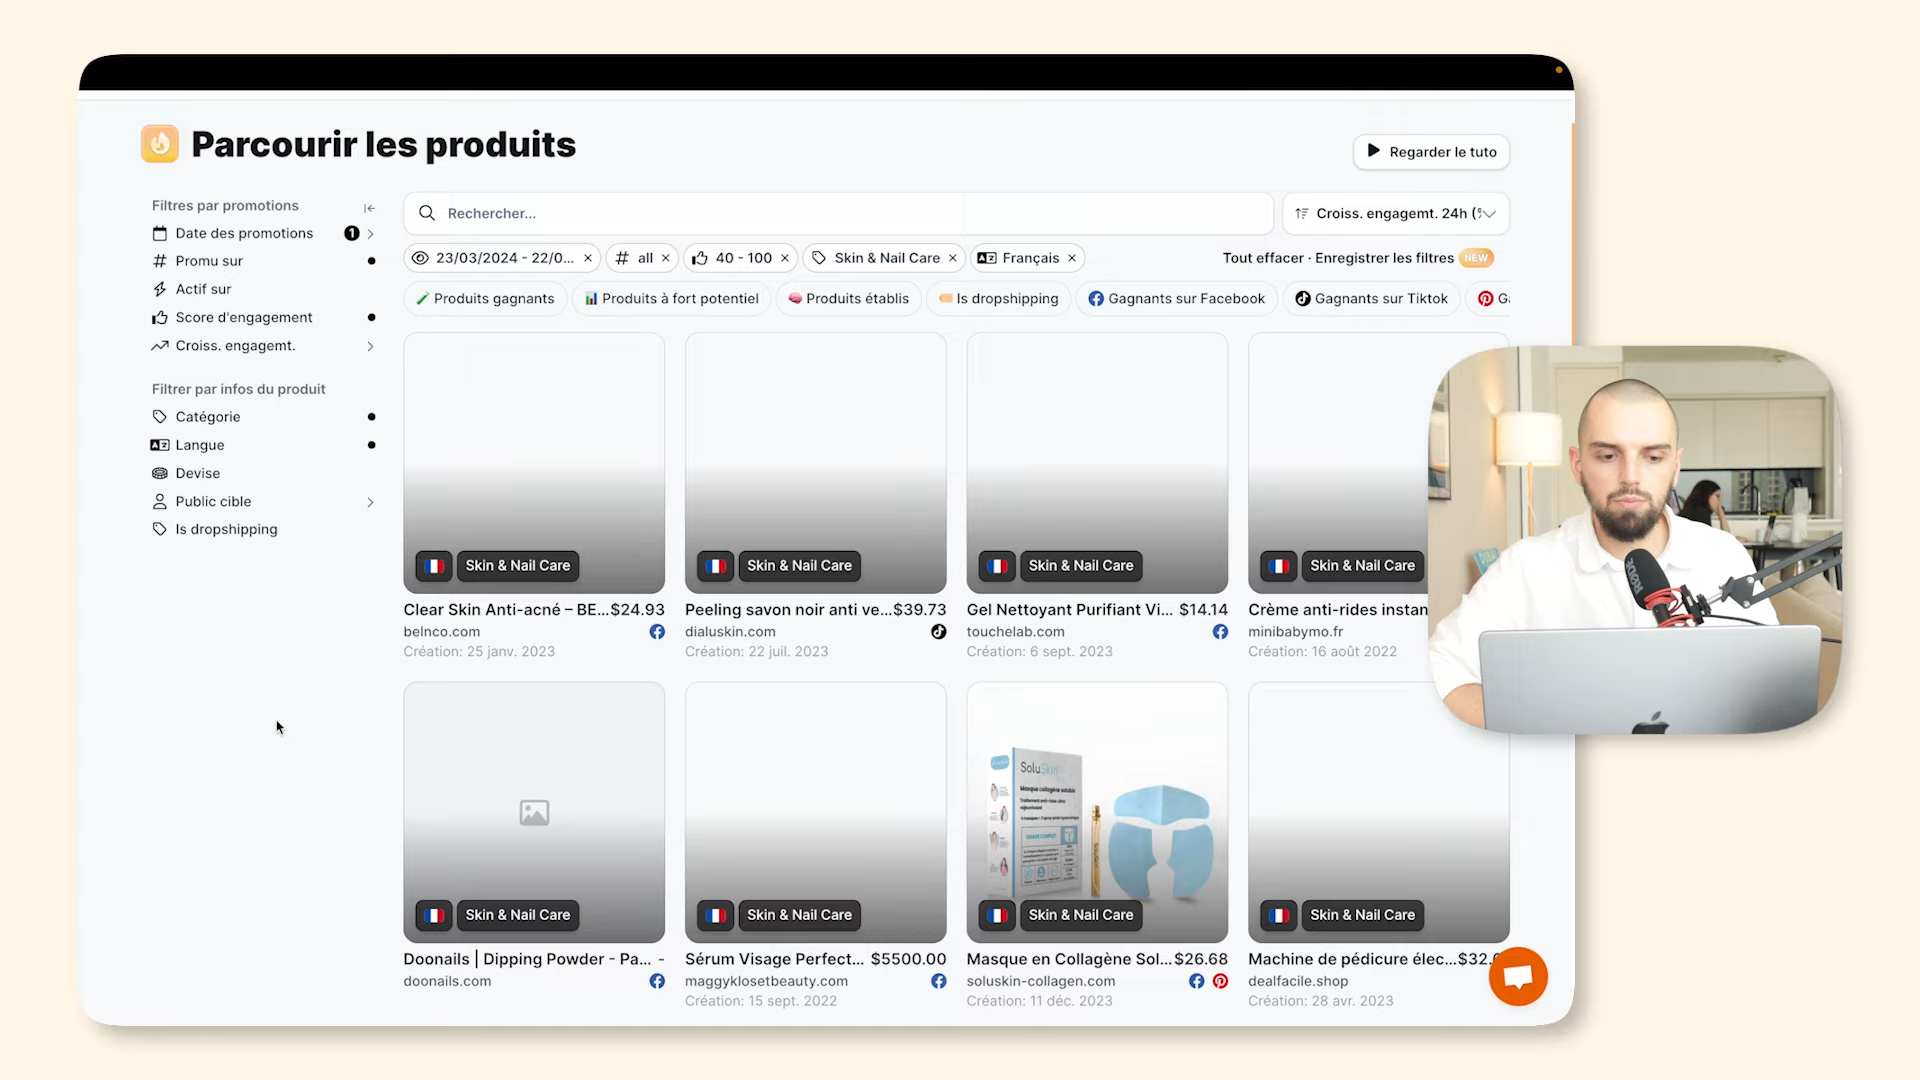 Parcourir les produits
Regarder le tuto
Filtres par promotions
Date des promotions 1
Promu sur
Actif sur
Score d'engagement
Croiss. engagemt.
Filtrer par infos du produit
Catégorie
Langue
Devise
Public cible
Is dropshipping
Rechercher...
Croiss. engagemt. 24h (
23/03/2024 - 22/0... ×
# all ×
40 - 100 ×
Skin & Nail Care ×
Français ×
Tout effacer · Enregistrer les filtres NEW
Produits gagnants
Produits à fort potentiel
Produits établis
Is dropshipping
Gagnants sur Facebook
Gagnants sur Tiktok
Skin & Nail Care
Clear Skin Anti-acné – BE... $24.93
belnco.com
Création: 25 janv. 2023
Skin & Nail Care
Peeling savon noir anti ve... $39.73
dialuskin.com
Création: 22 juil. 2023
Skin & Nail Care
Gel Nettoyant Purifiant Vi... $14.14
touchelab.com
Création: 6 sept. 2023
Skin & Nail Care
Crème anti-rides instan
minibabymo.fr
Création: 16 août 2022
Skin & Nail Care
Doonails | Dipping Powder - Pa... -
doonails.com
Skin & Nail Care
Sérum Visage Perfect... $5500.00
maggyklosetbeauty.com
Création: 15 sept. 2022
SoluSkin
Masque collagène soluble
Skin & Nail Care
Masque en Collagène Sol... $26.68
soluskin-collagen.com
Création: 11 déc. 2023
Skin & Nail Care
Machine de pédicure élec... $32.
dealfacile.shop
Création: 28 avr. 2023
RØDE